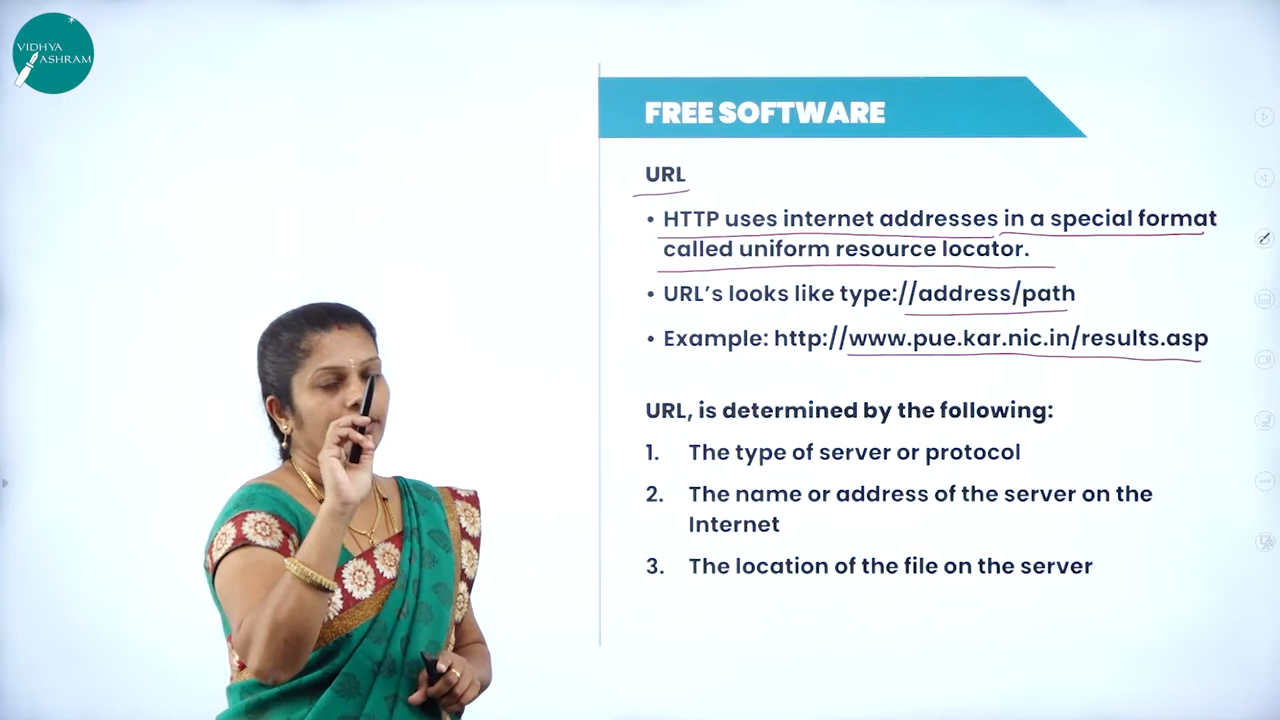 VIDHYA
ASHRAM
FREE SOFTWARE
URL
• HTTP uses internet addresses in a special format
called uniform resource locator.
• URL's looks like type://address/path
• Example: http://www.pue.kar.nic.in/results.asp
URL, is determined by the following:
1. The type of server or protocol
2. The name or address of the server on the
Internet
3. The location of the file on the server